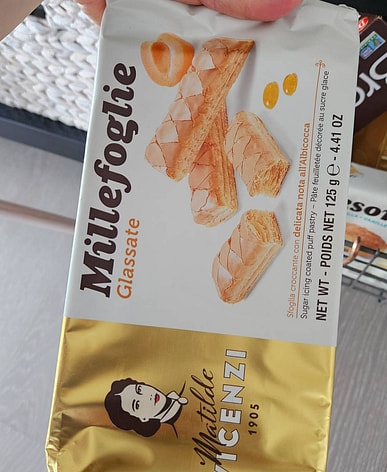 Millefoglie
Glassate
Sfoglia croccante con delicata nota all'Albicocca
Sugar icing coated puff pastry – Pâte feuilletée décorée au sucre glace
NET WT - POIDS NET 125 g ℮ - 4.41 OZ
Matilde
VICENZI
1905